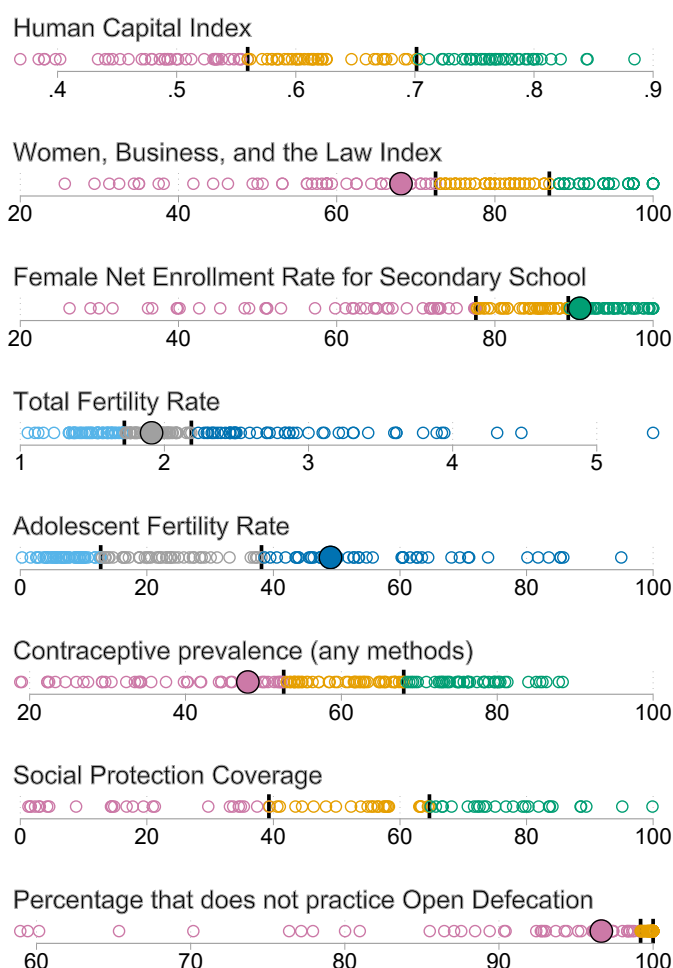 Human Capital Index
.4 .5 .6 .7 .8 .9
Women, Business, and the Law Index
20 40 60 80 100
Female Net Enrollment Rate for Secondary School
20 40 60 80 100
Total Fertility Rate
1 2 3 4 5
Adolescent Fertility Rate
0 20 40 60 80 100
Contraceptive prevalence (any methods)
20 40 60 80 100
Social Protection Coverage
0 20 40 60 80 100
Percentage that does not practice Open Defecation
60 70 80 90 100